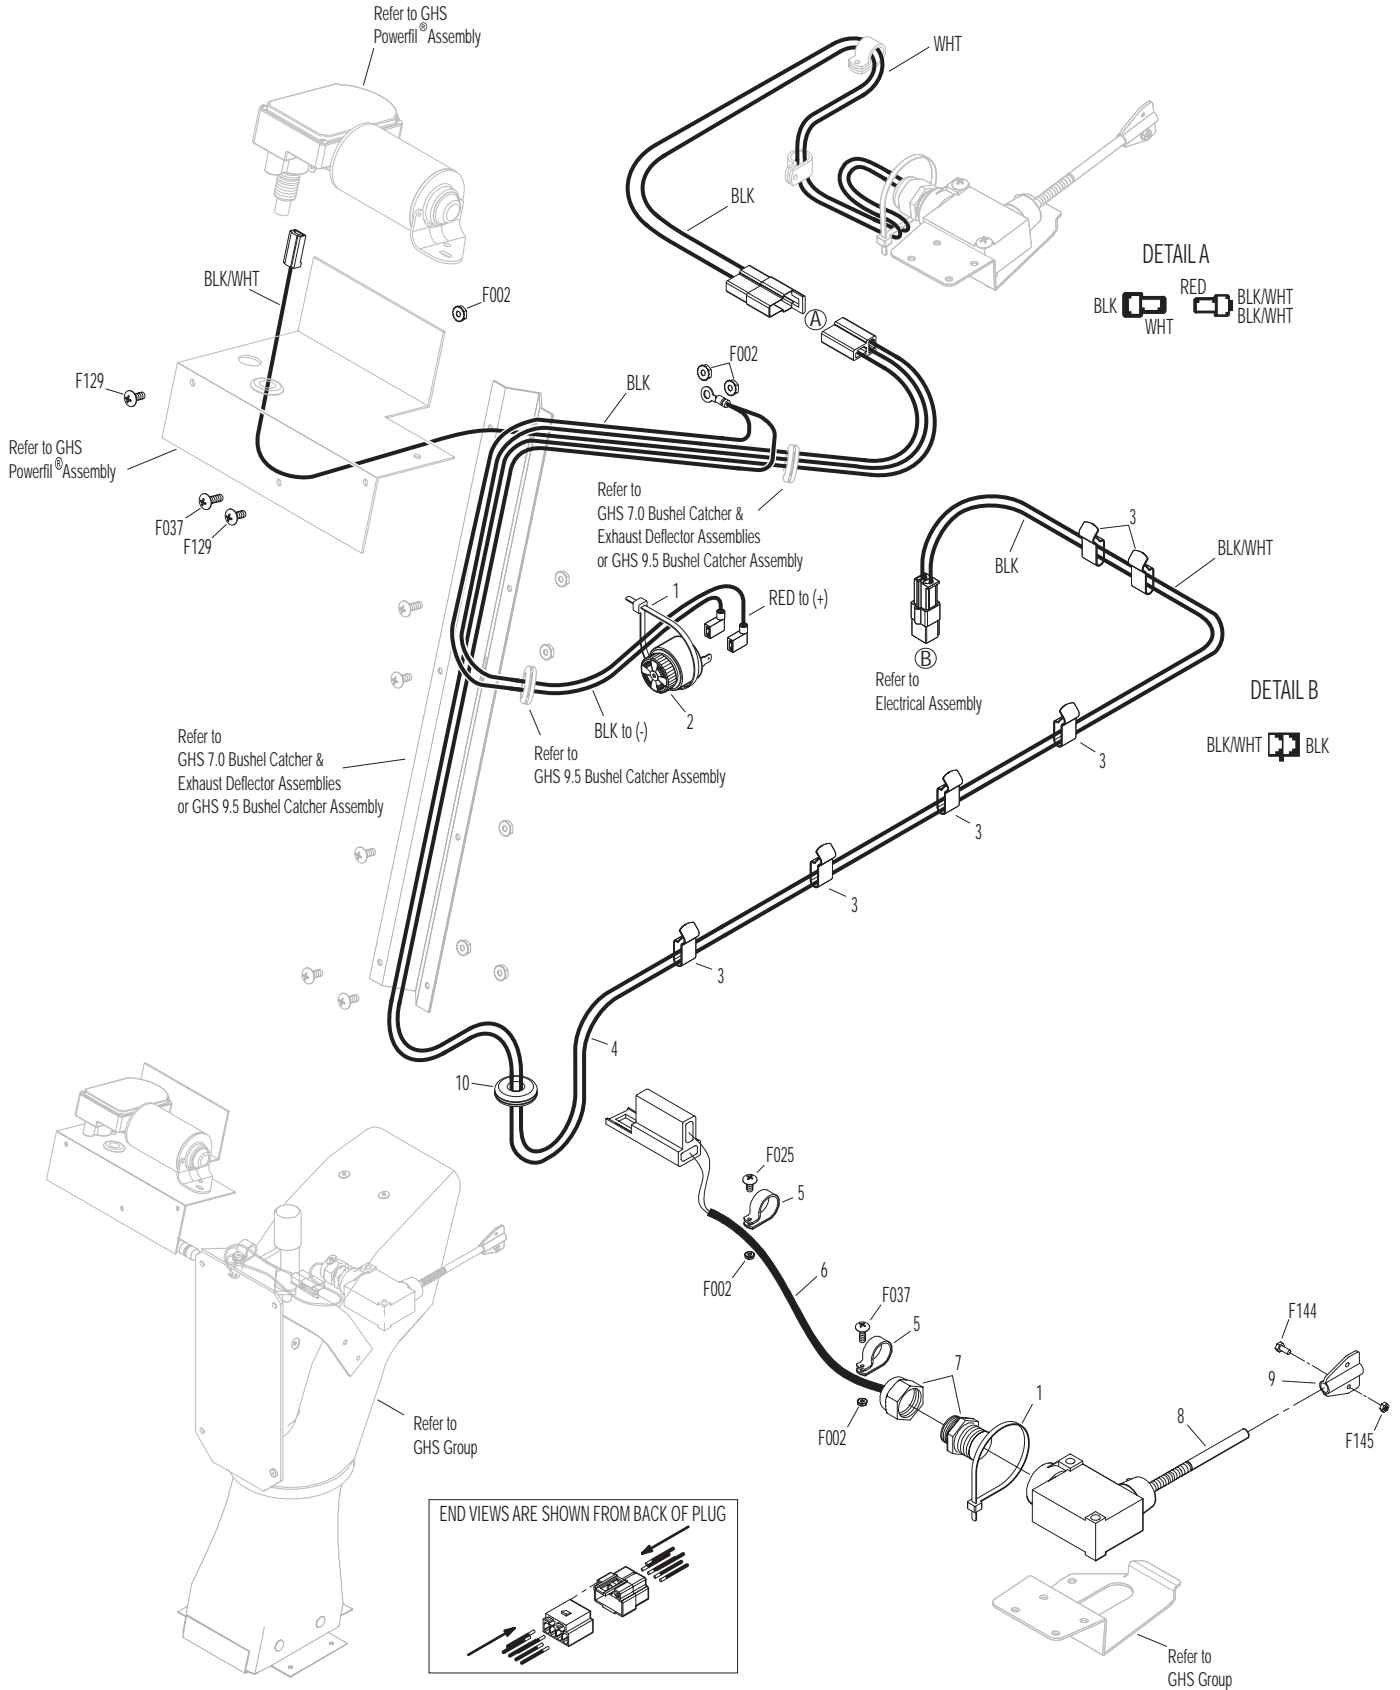 Refer to GHS
Powerfil® Assembly
WHT
BLK
BLK/WHT
F002
DETAIL A
RED
BLK/WHT
BLK/WHT
BLK
WHT
A
F002
F129
BLK
Refer to GHS
Powerfil® Assembly
F037
F129
Refer to
GHS 7.0 Bushel Catcher &
Exhaust Deflector Assemblies
or GHS 9.5 Bushel Catcher Assembly
3
BLK
BLK/WHT
1
RED to (+)
B
Refer to
Electrical Assembly
DETAIL B
BLK/WHT
BLK
2
BLK to (-)
Refer to
GHS 9.5 Bushel Catcher Assembly
Refer to
GHS 7.0 Bushel Catcher &
Exhaust Deflector Assemblies
or GHS 9.5 Bushel Catcher Assembly
3
3
3
3
4
10
F025
5
F002
6
F037
5
7
F002
1
F144
9
8
F145
Refer to
GHS Group
END VIEWS ARE SHOWN FROM BACK OF PLUG
Refer to
GHS Group